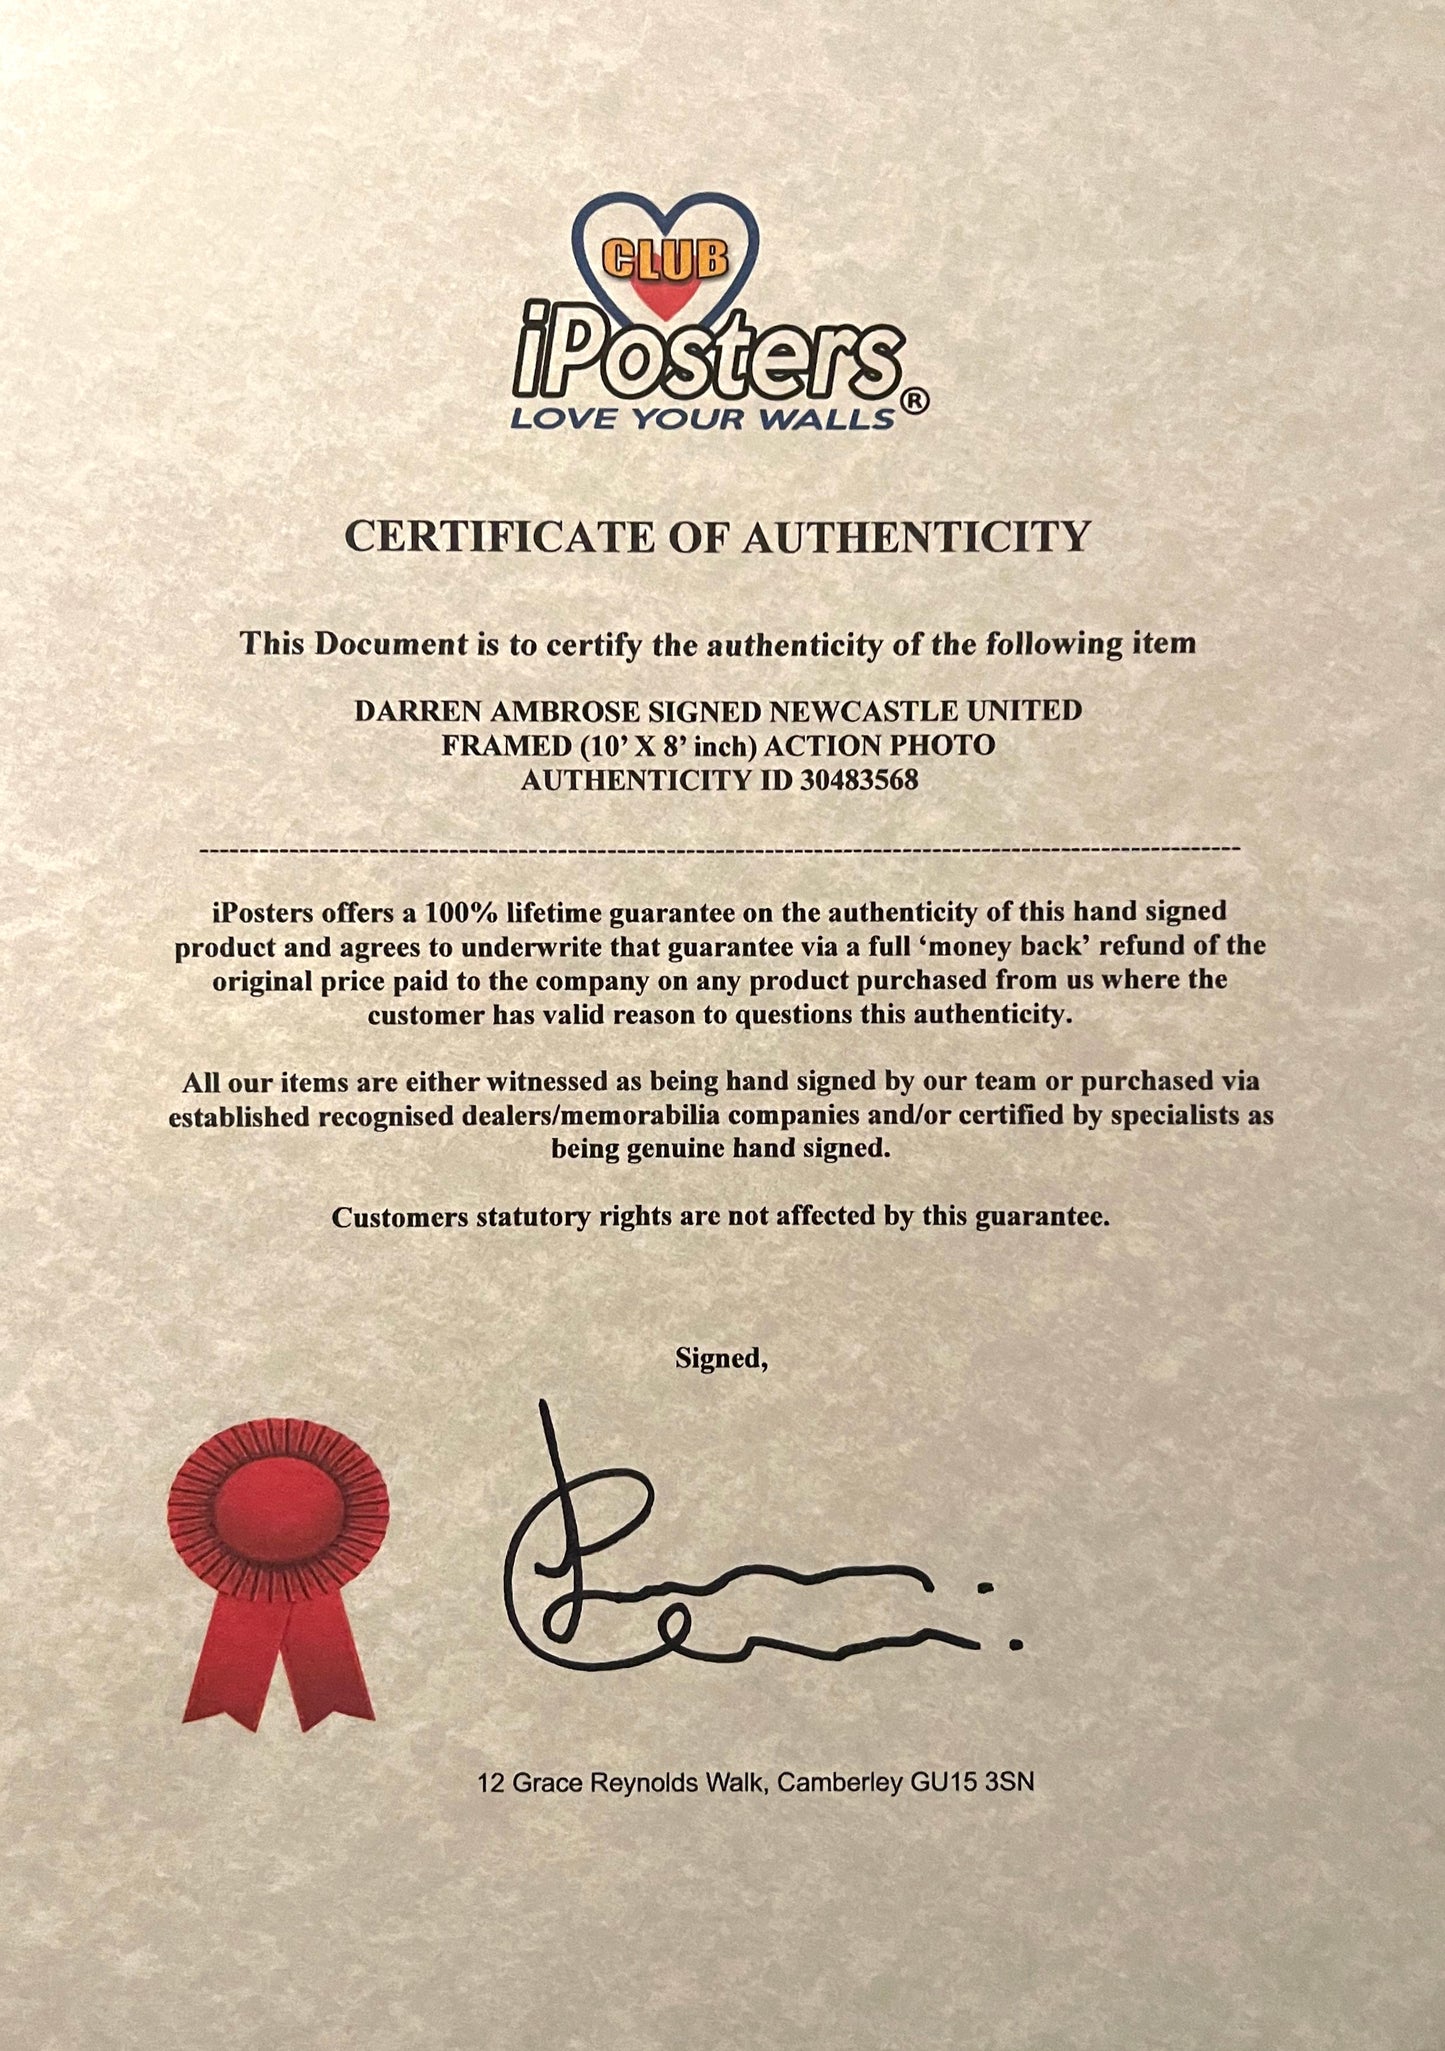 CLUB
iPosters®
LOVE YOUR WALLS
CERTIFICATE OF AUTHENTICITY
This Document is to certify the authenticity of the following item
DARREN AMBROSE SIGNED NEWCASTLE UNITED
FRAMED (10’ X 8’ inch) ACTION PHOTO
AUTHENTICITY ID 30483568
--------------------------------------------------------------------------------------------------------
iPosters offers a 100% lifetime guarantee on the authenticity of this hand signed
product and agrees to underwrite that guarantee via a full ‘money back’ refund of the
original price paid to the company on any product purchased from us where the
customer has valid reason to questions this authenticity.
All our items are either witnessed as being hand signed by our team or purchased via
established recognised dealers/memorabilia companies and/or certified by specialists as
being genuine hand signed.
Customers statutory rights are not affected by this guarantee.
Signed,
12 Grace Reynolds Walk, Camberley GU15 3SN